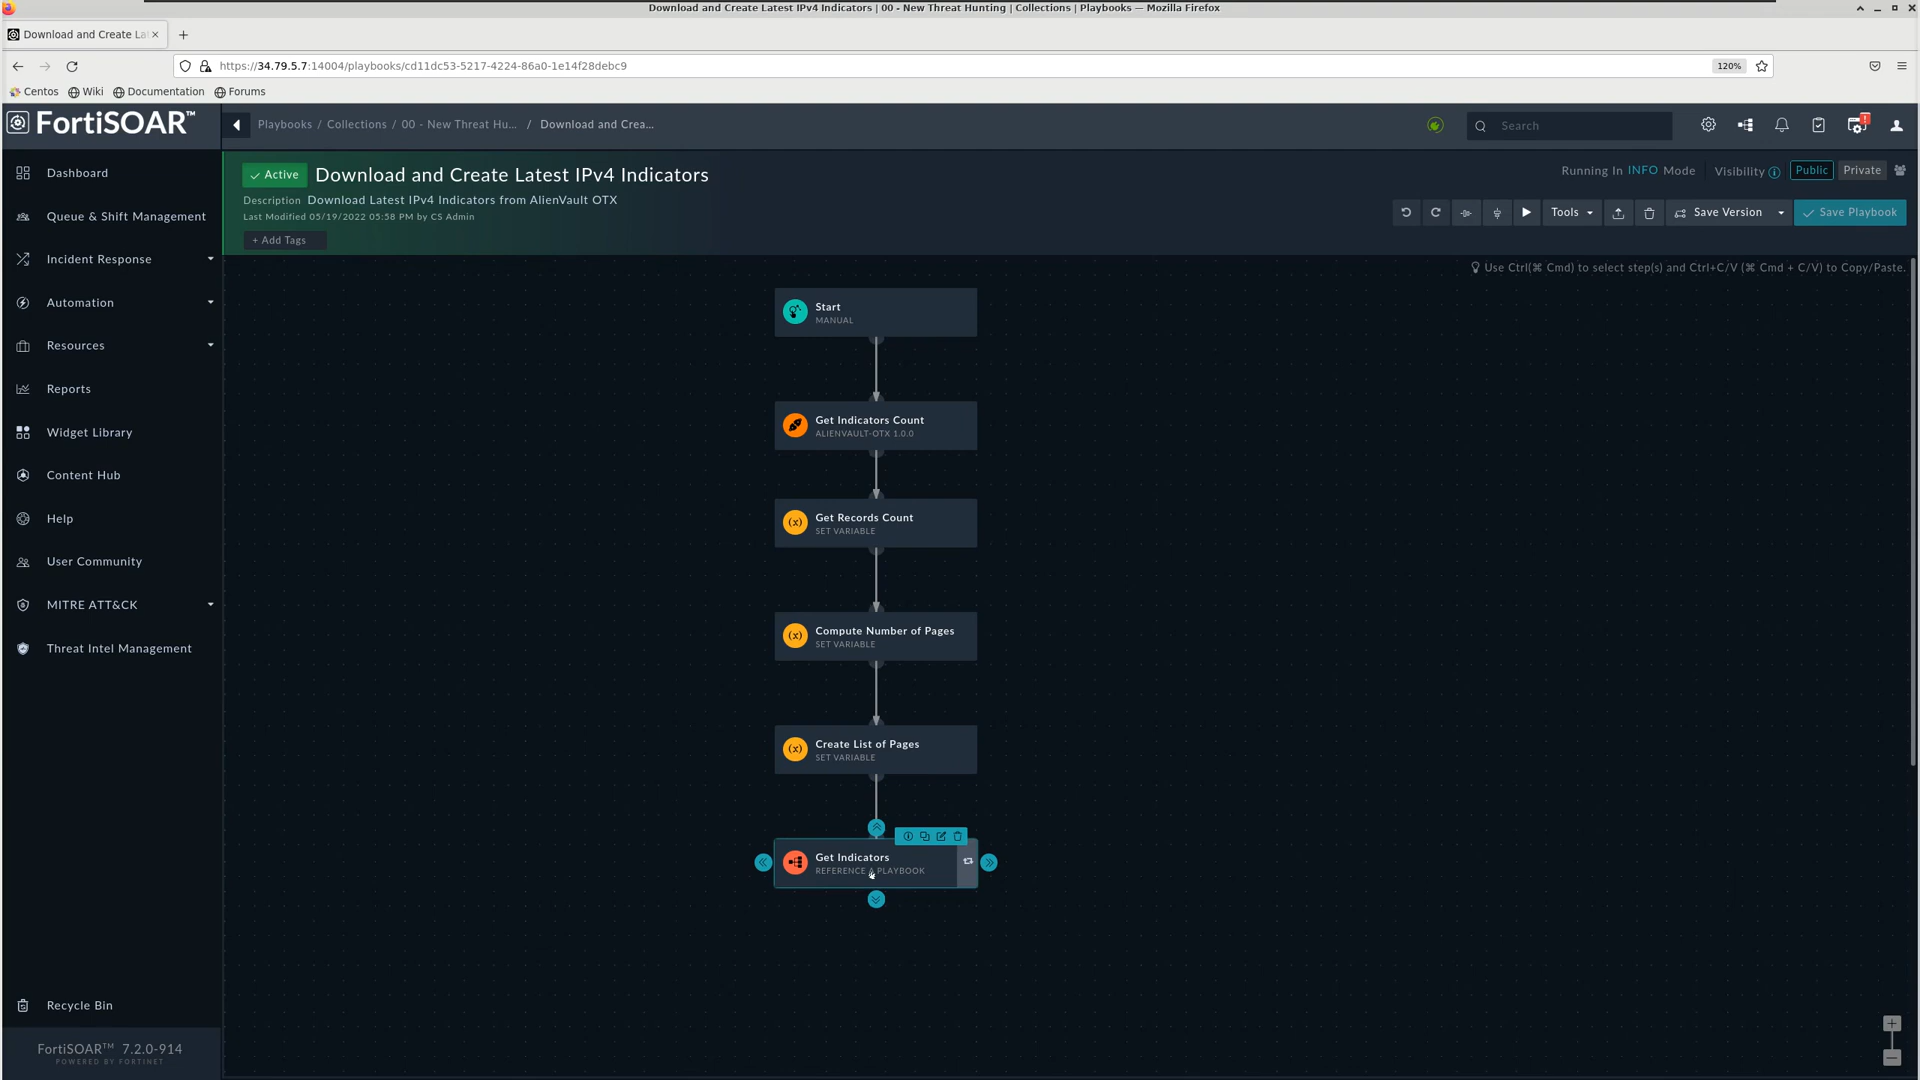 Download and Create Latest IPv4 Indicators | 00 - New Threat Hunting | Collections | Playbooks — Mozilla Firefox
Download and Create La
https://34.79.5.7:14004/playbooks/cd11dc53-5217-4224-86a0-1e14f28debc9
120%
Centos
Wiki
Documentation
Forums
FortiSOAR™
Playbooks / Collections / 00 - New Threat Hu... / Download and Crea...
Search
Dashboard
Queue & Shift Management
Incident Response
Automation
Resources
Reports
Widget Library
Content Hub
Help
User Community
MITRE ATT&CK
Threat Intel Management
Recycle Bin
FortiSOAR™ 7.2.0-914
POWERED BY FORTINET
Active
Download and Create Latest IPv4 Indicators
Description Download Latest IPv4 Indicators from AlienVault OTX
Last Modified 05/19/2022 05:58 PM by CS Admin
+ Add Tags
Running In INFO Mode
Visibility
Public
Private
Tools
Save Version
Save Playbook
Use Ctrl(⌘ Cmd) to select step(s) and Ctrl+C/V (⌘ Cmd + C/V) to Copy/Paste.
Start
MANUAL
Get Indicators Count
ALIENVAULT-OTX 1.0.0
(x)
Get Records Count
SET VARIABLE
(x)
Compute Number of Pages
SET VARIABLE
(x)
Create List of Pages
SET VARIABLE
Get Indicators
REFERENCE A PLAYBOOK